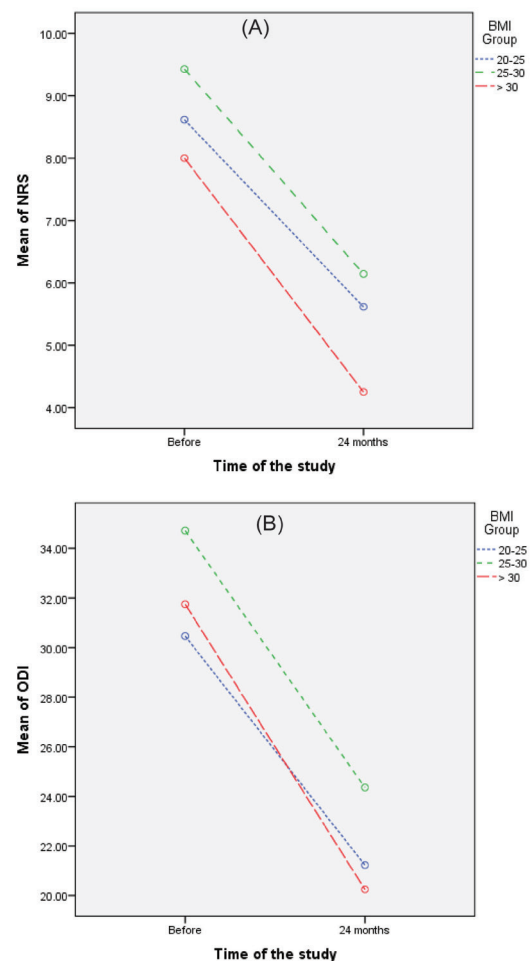 (A)
BMI
Group
20-25
25-30
> 30
10.00
9.00
8.00
7.00
6.00
5.00
4.00
Mean of NRS
Before
24 months
Time of the study
(B)
BMI
Group
20-25
25-30
> 30
34.00
32.00
30.00
28.00
26.00
24.00
22.00
20.00
Mean of ODI
Before
24 months
Time of the study